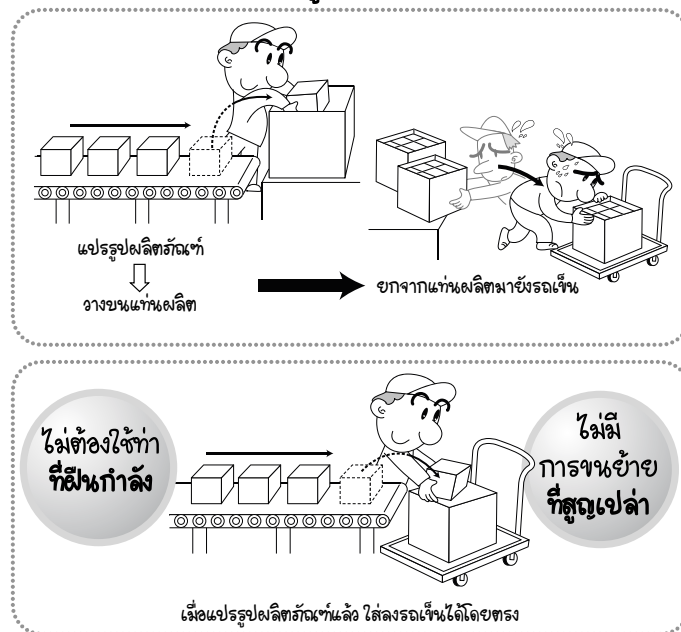 แปรรูปผลิตภัณฑ์
วางบนแท่นผลิต
ยกจากแท่นผลิตมายังรถเข็น
ไม่ต้องใช้ท่า
ที่ฝืนกำลัง
ไม่มี
การขนย้าย
ที่สูญเปล่า
เมื่อแปรรูปผลิตภัณฑ์แล้ว ใส่ลงรถเข็นได้โดยตรง